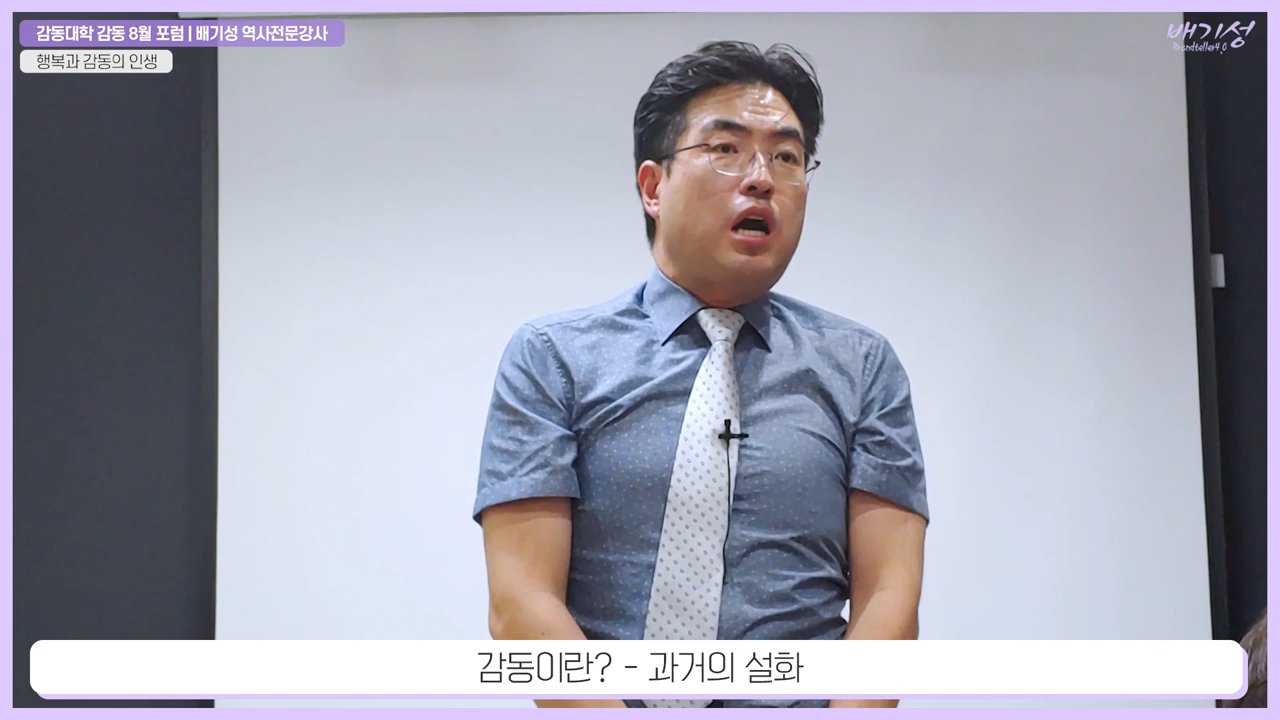 감동대학 감동 8월 포럼 | 배기성 역사전문강사
행복과 감동의 인생
배기성
Brandteller4.0
감동이란? - 과거의 설화